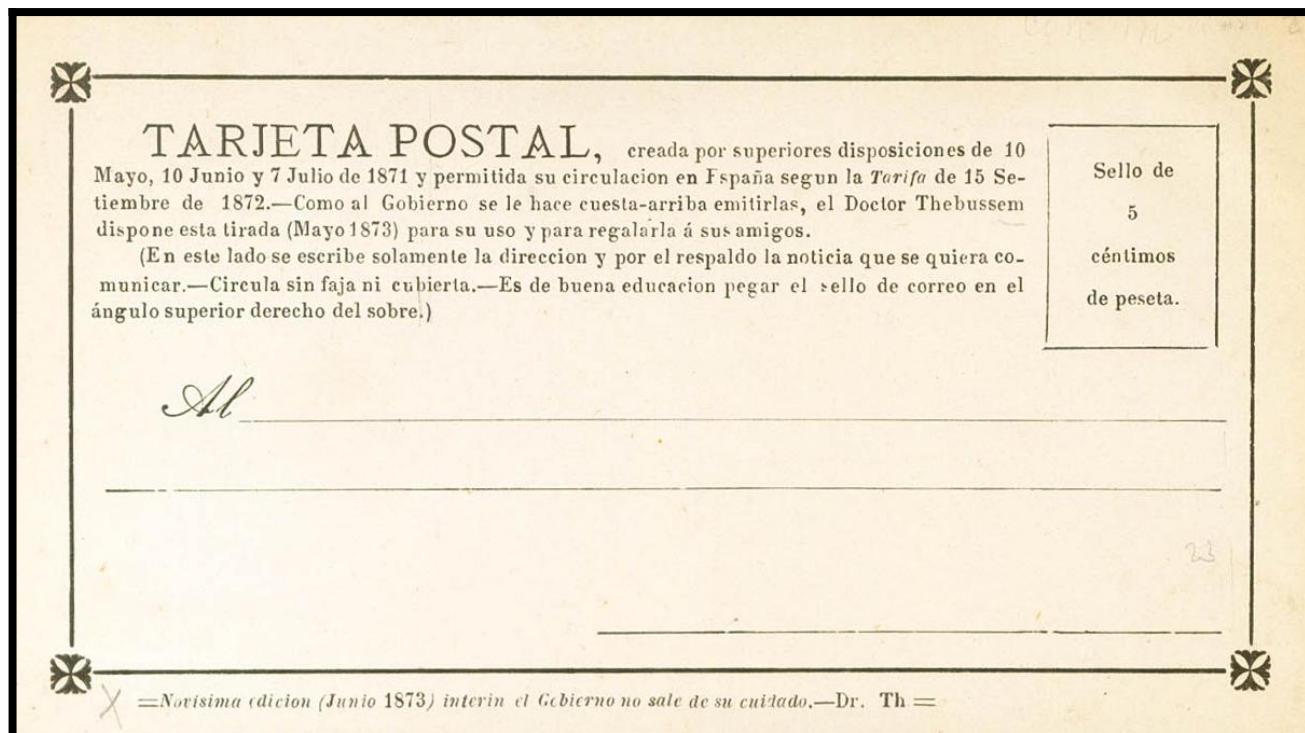 TARJETA POSTAL, creada por superiores disposiciones de 10
Mayo, 10 Junio y 7 Julio de 1871 y permitida su circulacion en España segun la Tarifa de 15 Se-
tiembre de 1872.—Como al Gobierno se le hace cuesta-arriba emitirlas, el Doctor Thebussem
dispone esta tirada (Mayo 1873) para su uso y para regalarla á sus amigos.
(En este lado se escribe solamente la direccion y por el respaldo la noticia que se quiera co-
municar.—Circula sin faja ni cubierta.—Es de buena educacion pegar el sello de correo en el
ángulo superior derecho del sobre.)
Sello de
5
céntimos
de peseta.
Al
23
X
=Novísima edicion (Junio 1873) interin el Gobierno no sale de su cuidado.—Dr. Th=